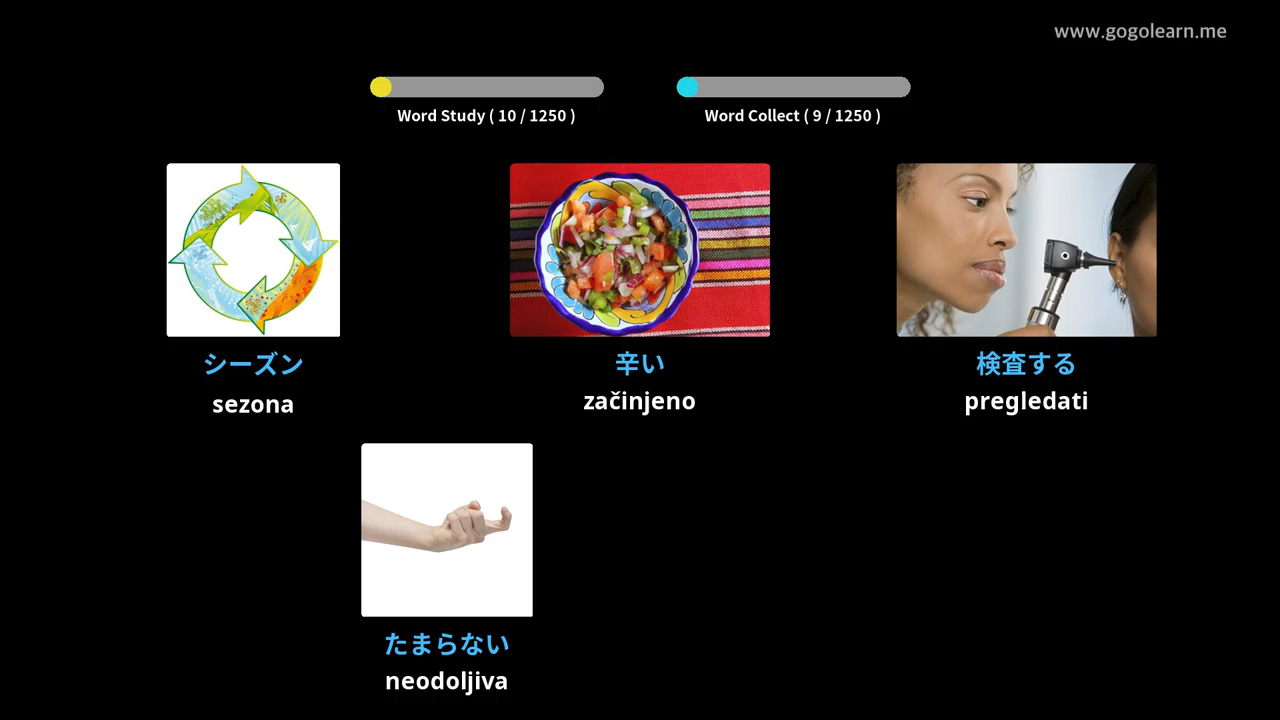 www.gogolearn.me
Word Study ( 10 / 1250 )
Word Collect ( 9 / 1250 )
シーズン
sezona
辛い
začinjeno
検査する
pregledati
たまらない
neodoljiva